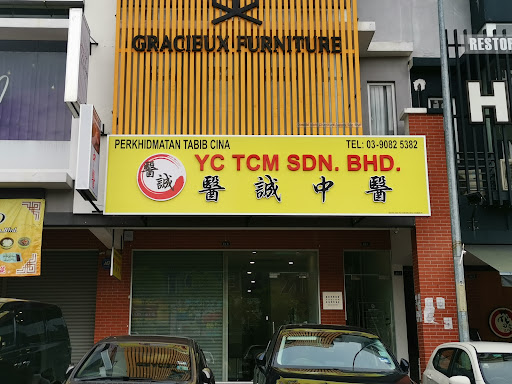 GRACIEUX FURNITURE
RESTOR
H
PERKHIDMATAN TABIB CINA
TEL: 03-9082 5382
醫誠
YC TCM SDN. BHD.
醫誠中醫